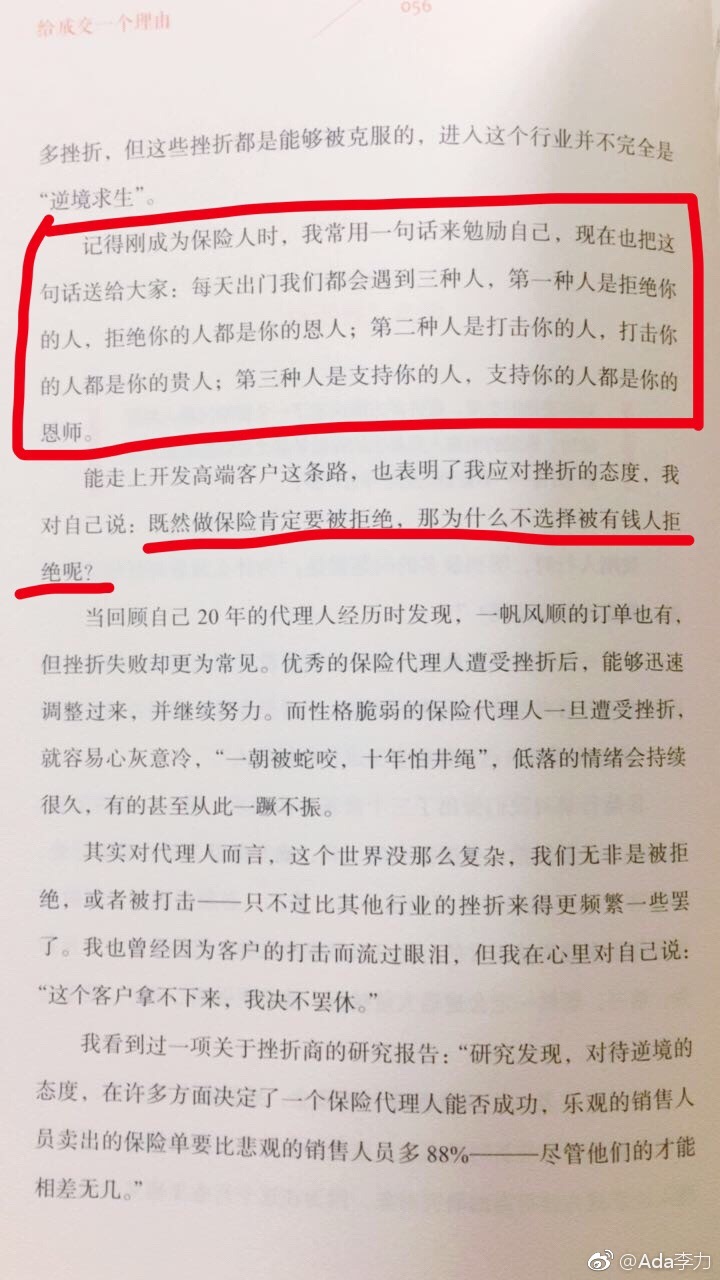 给成交一个理由
056
多挫折，但这些挫折都是能够被克服的，进入这个行业并不完全是
“逆境求生”。
记得刚成为保险人时，我常用一句话来勉励自己，现在也把这
句话送给大家：每天出门我们都会遇到三种人，第一种人是拒绝你
的人，拒绝你的人都是你的恩人；第二种人是打击你的人，打击你
的人都是你的贵人；第三种人是支持你的人，支持你的人都是你的
恩师。
能走上开发高端客户这条路，也表明了我应对挫折的态度，我
对自己说：既然做保险肯定要被拒绝，那为什么不选择被有钱人拒
绝呢？
当回顾自己 20 年的代理人经历时发现，一帆风顺的订单也有，
但挫折失败却更为常见。优秀的保险代理人遭受挫折后，能够迅速
调整过来，并继续努力。而性格脆弱的保险代理人一旦遭受挫折，
就容易心灰意冷，“一朝被蛇咬，十年怕井绳”，低落的情绪会持续
很久，有的甚至从此一蹶不振。
其实对代理人而言，这个世界没那么复杂，我们无非是被拒
绝，或者被打击——只不过比其他行业的挫折来得更频繁一些罢
了。我也曾经因为客户的打击而流过眼泪，但我在心里对自己说：
“这个客户拿不下来，我决不罢休。”
我看到过一项关于挫折商的研究报告：“研究发现，对待逆境的
态度，在许多方面决定了一个保险代理人能否成功，乐观的销售人
员卖出的保险单要比悲观的销售人员多 88%———尽管他们的才能
相差无几。”
@Ada李力